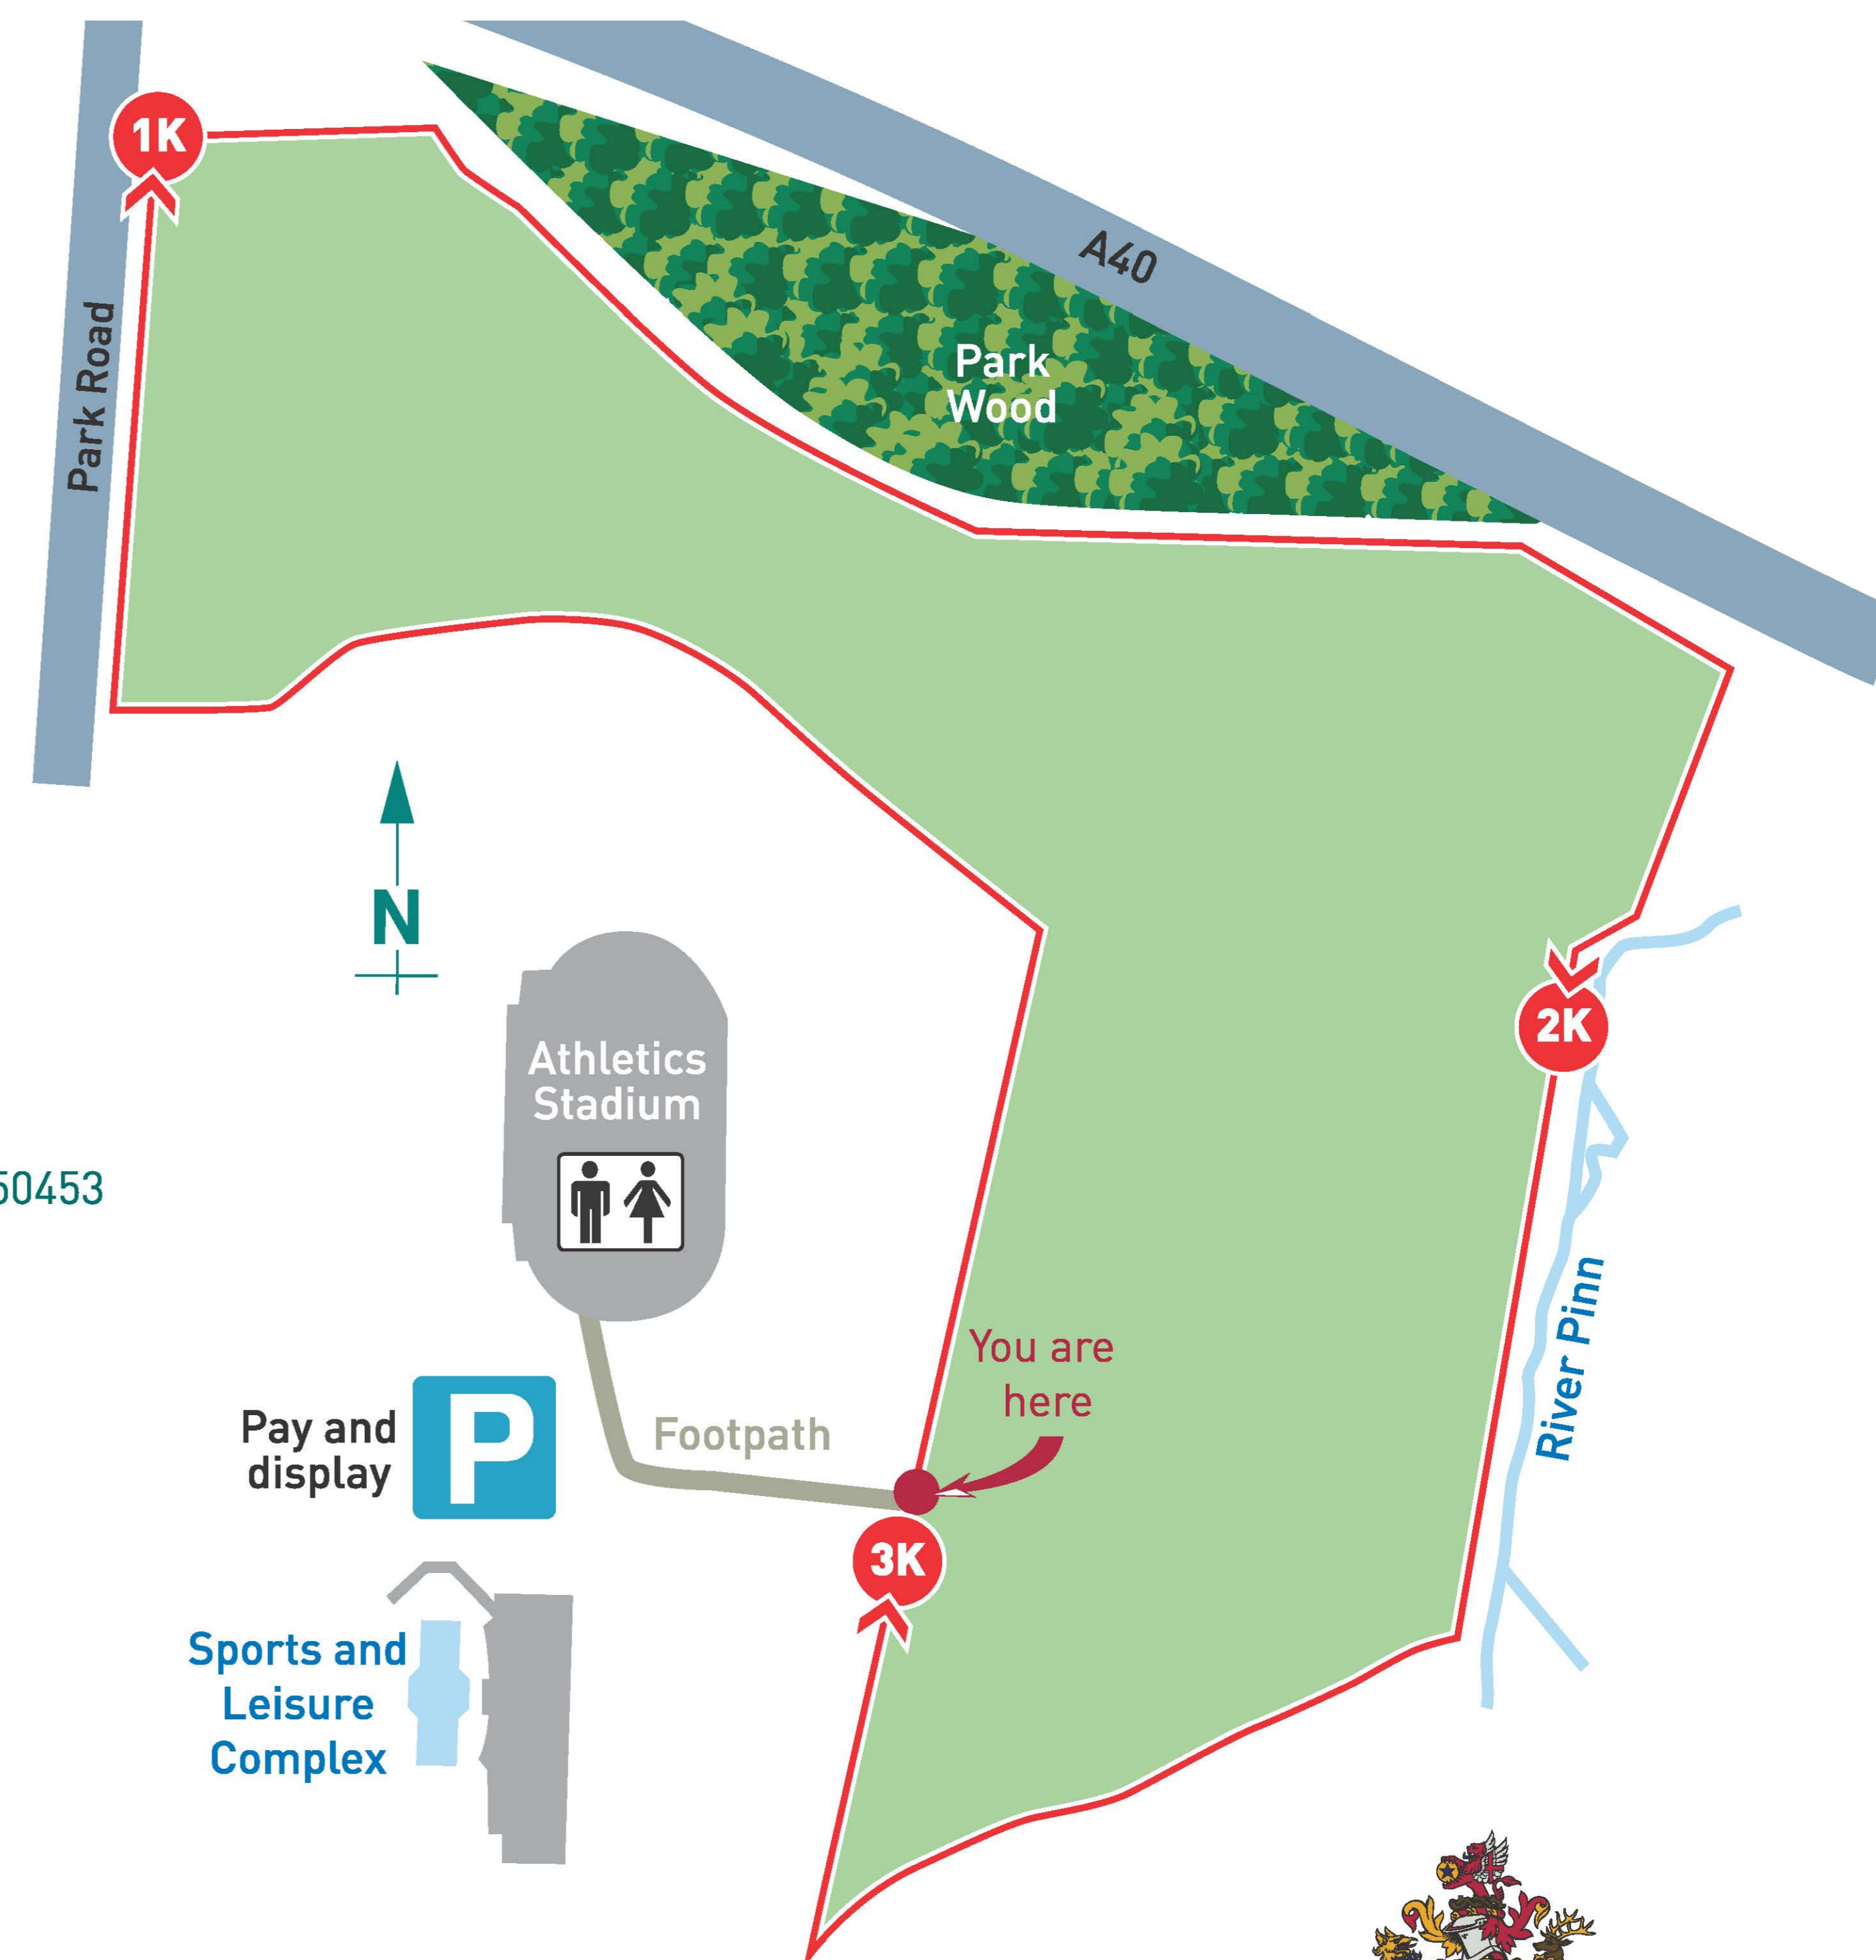 1K
A40
Park Road
Park
Wood
N
2K
Athletics
Stadium
50453
River Pinn
You are
here
Pay and
display
P
Footpath
3K
Sports and
Leisure
Complex